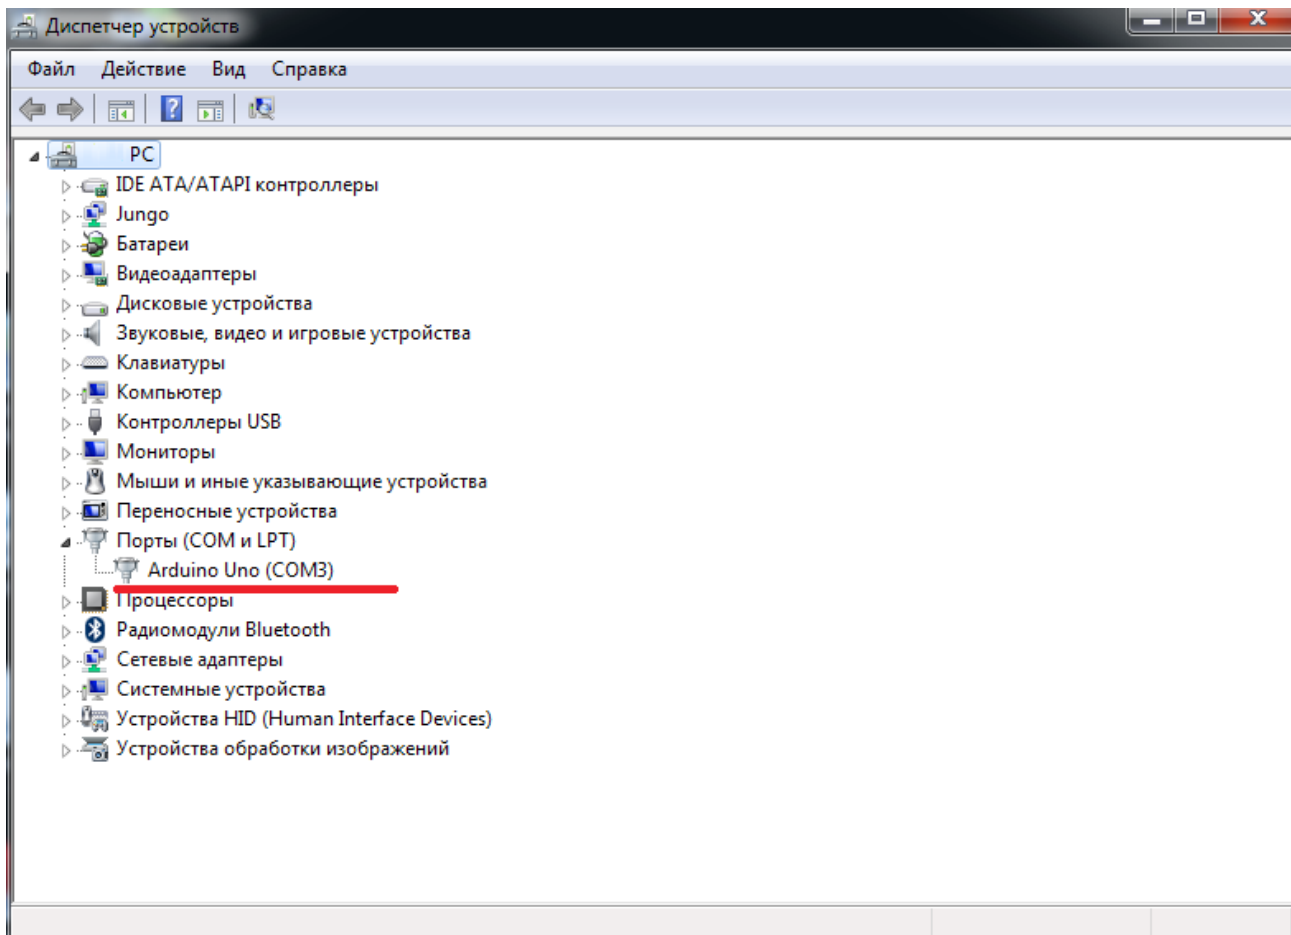 Диспетчер устройств
Файл Действие Вид Справка
PC
IDE ATA/ATAPI контроллеры
Jungo
Батареи
Видеоадаптеры
Дисковые устройства
Звуковые, видео и игровые устройства
Клавиатуры
Компьютер
Контроллеры USB
Мониторы
Мыши и иные указывающие устройства
Переносные устройства
Порты (COM и LPT)
Arduino Uno (COM3)
Процессоры
Радиомодули Bluetooth
Сетевые адаптеры
Системные устройства
Устройства HID (Human Interface Devices)
Устройства обработки изображений